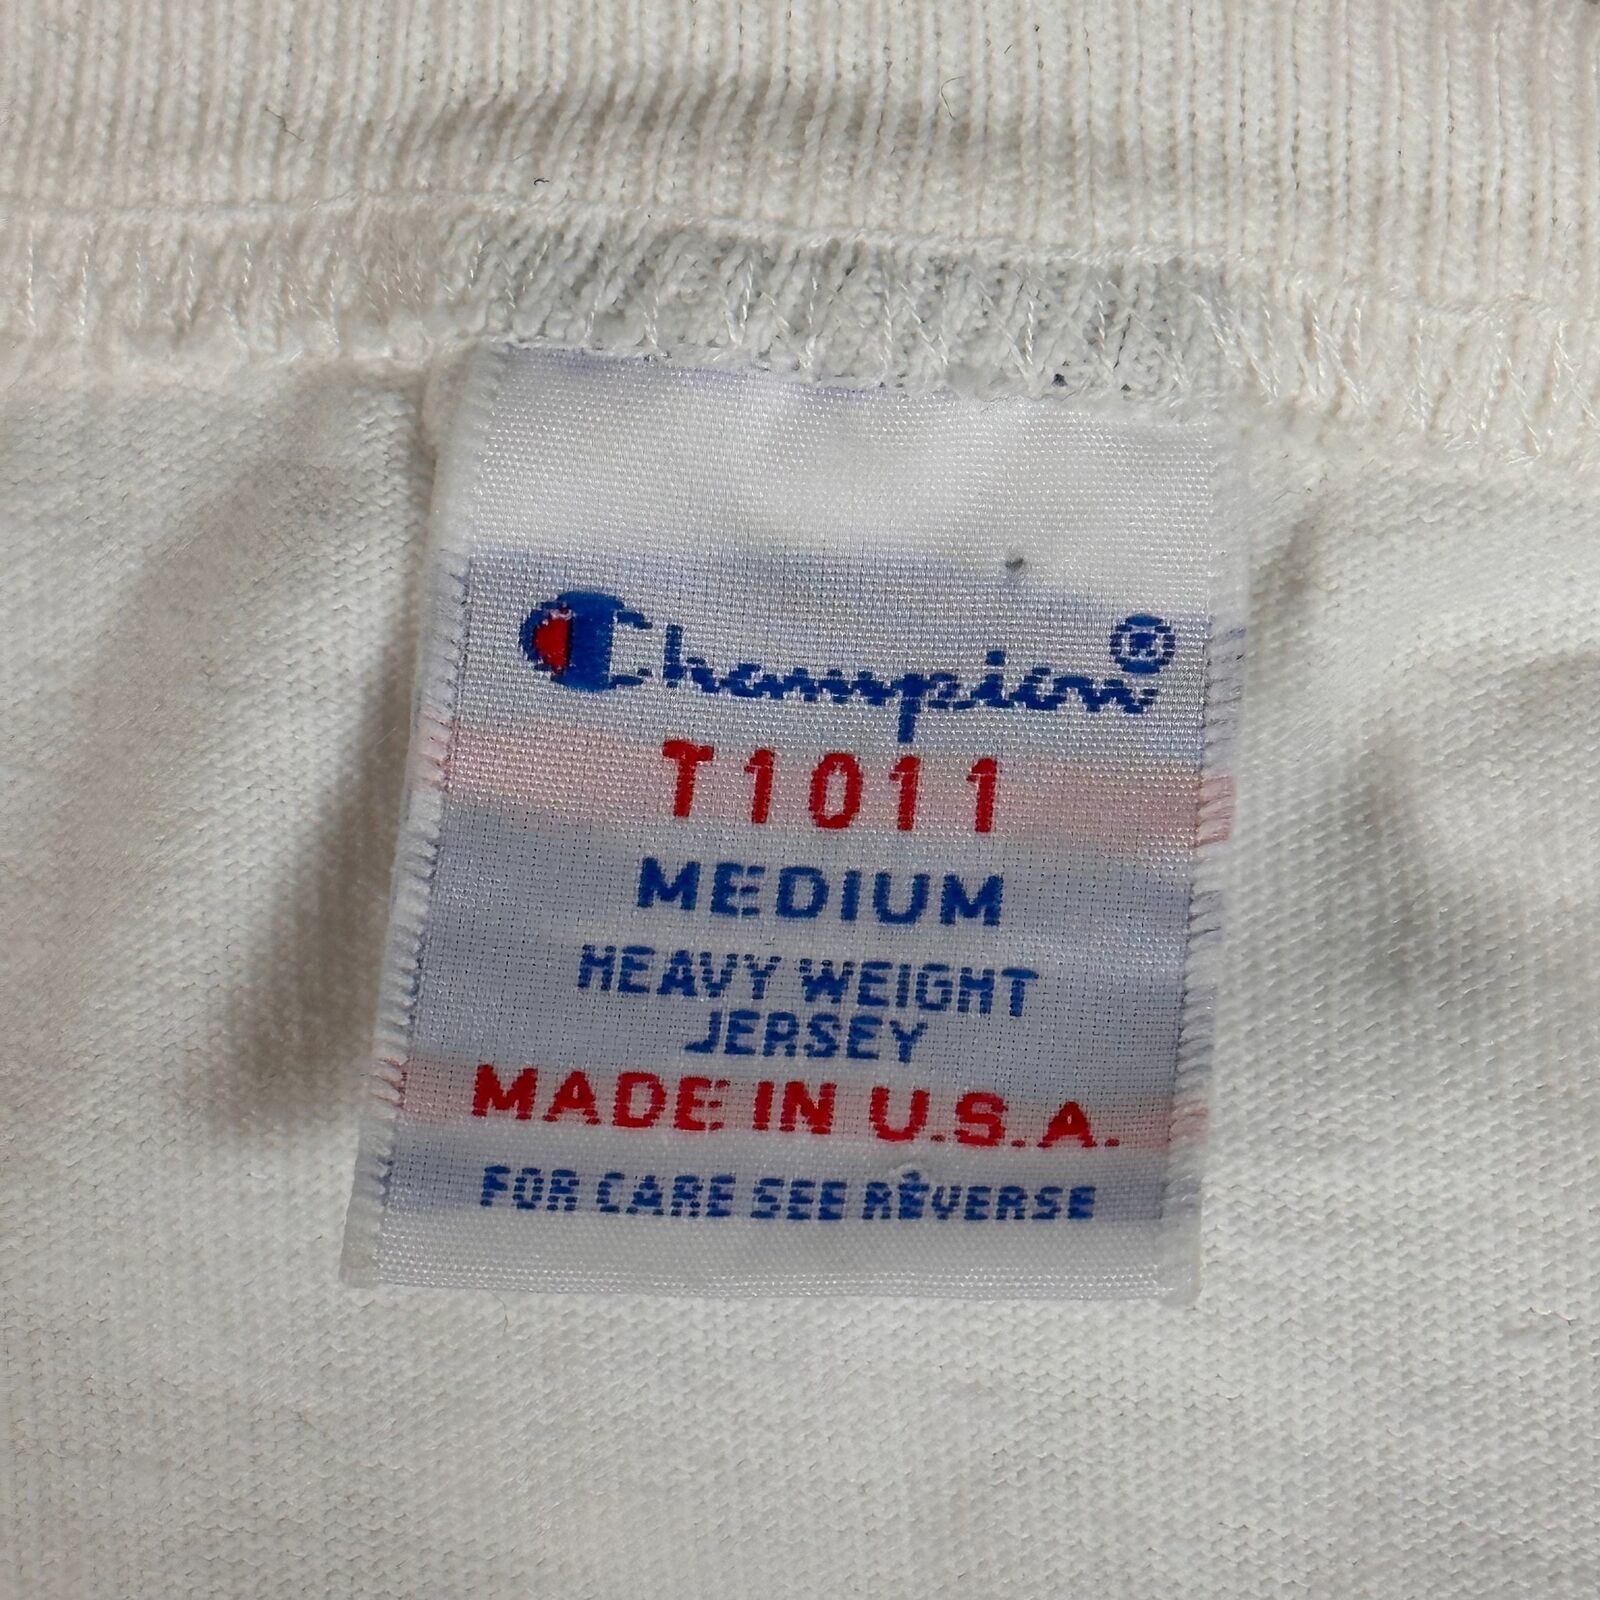 Champion®
T1011
MEDIUM
HEAVY WEIGHT
JERSEY
MADE IN U.S.A.
FOR CARE SEE REVERSE